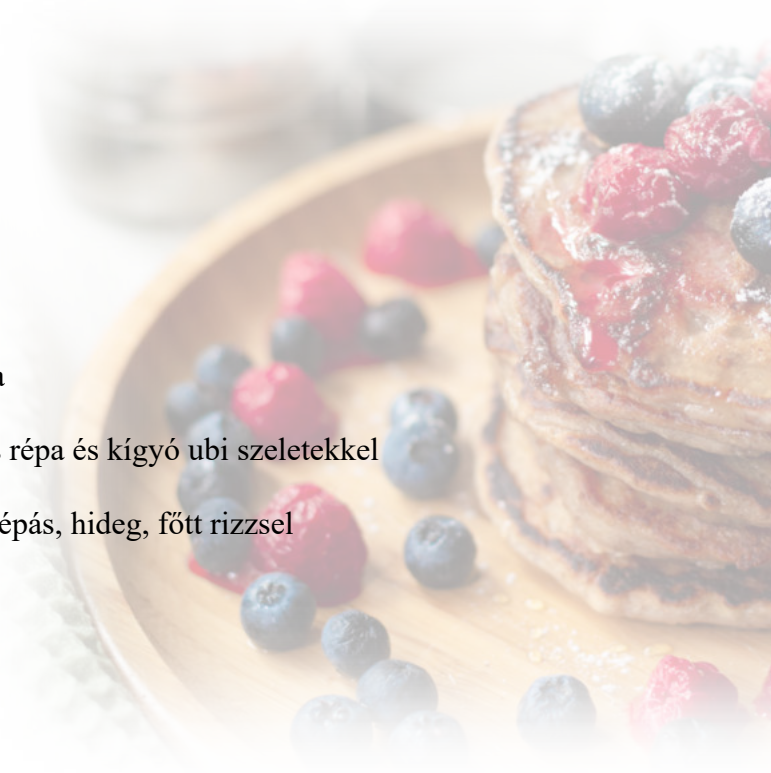 a
répa és kígyó ubi szeletekkel
épás, hideg, főtt rizzsel